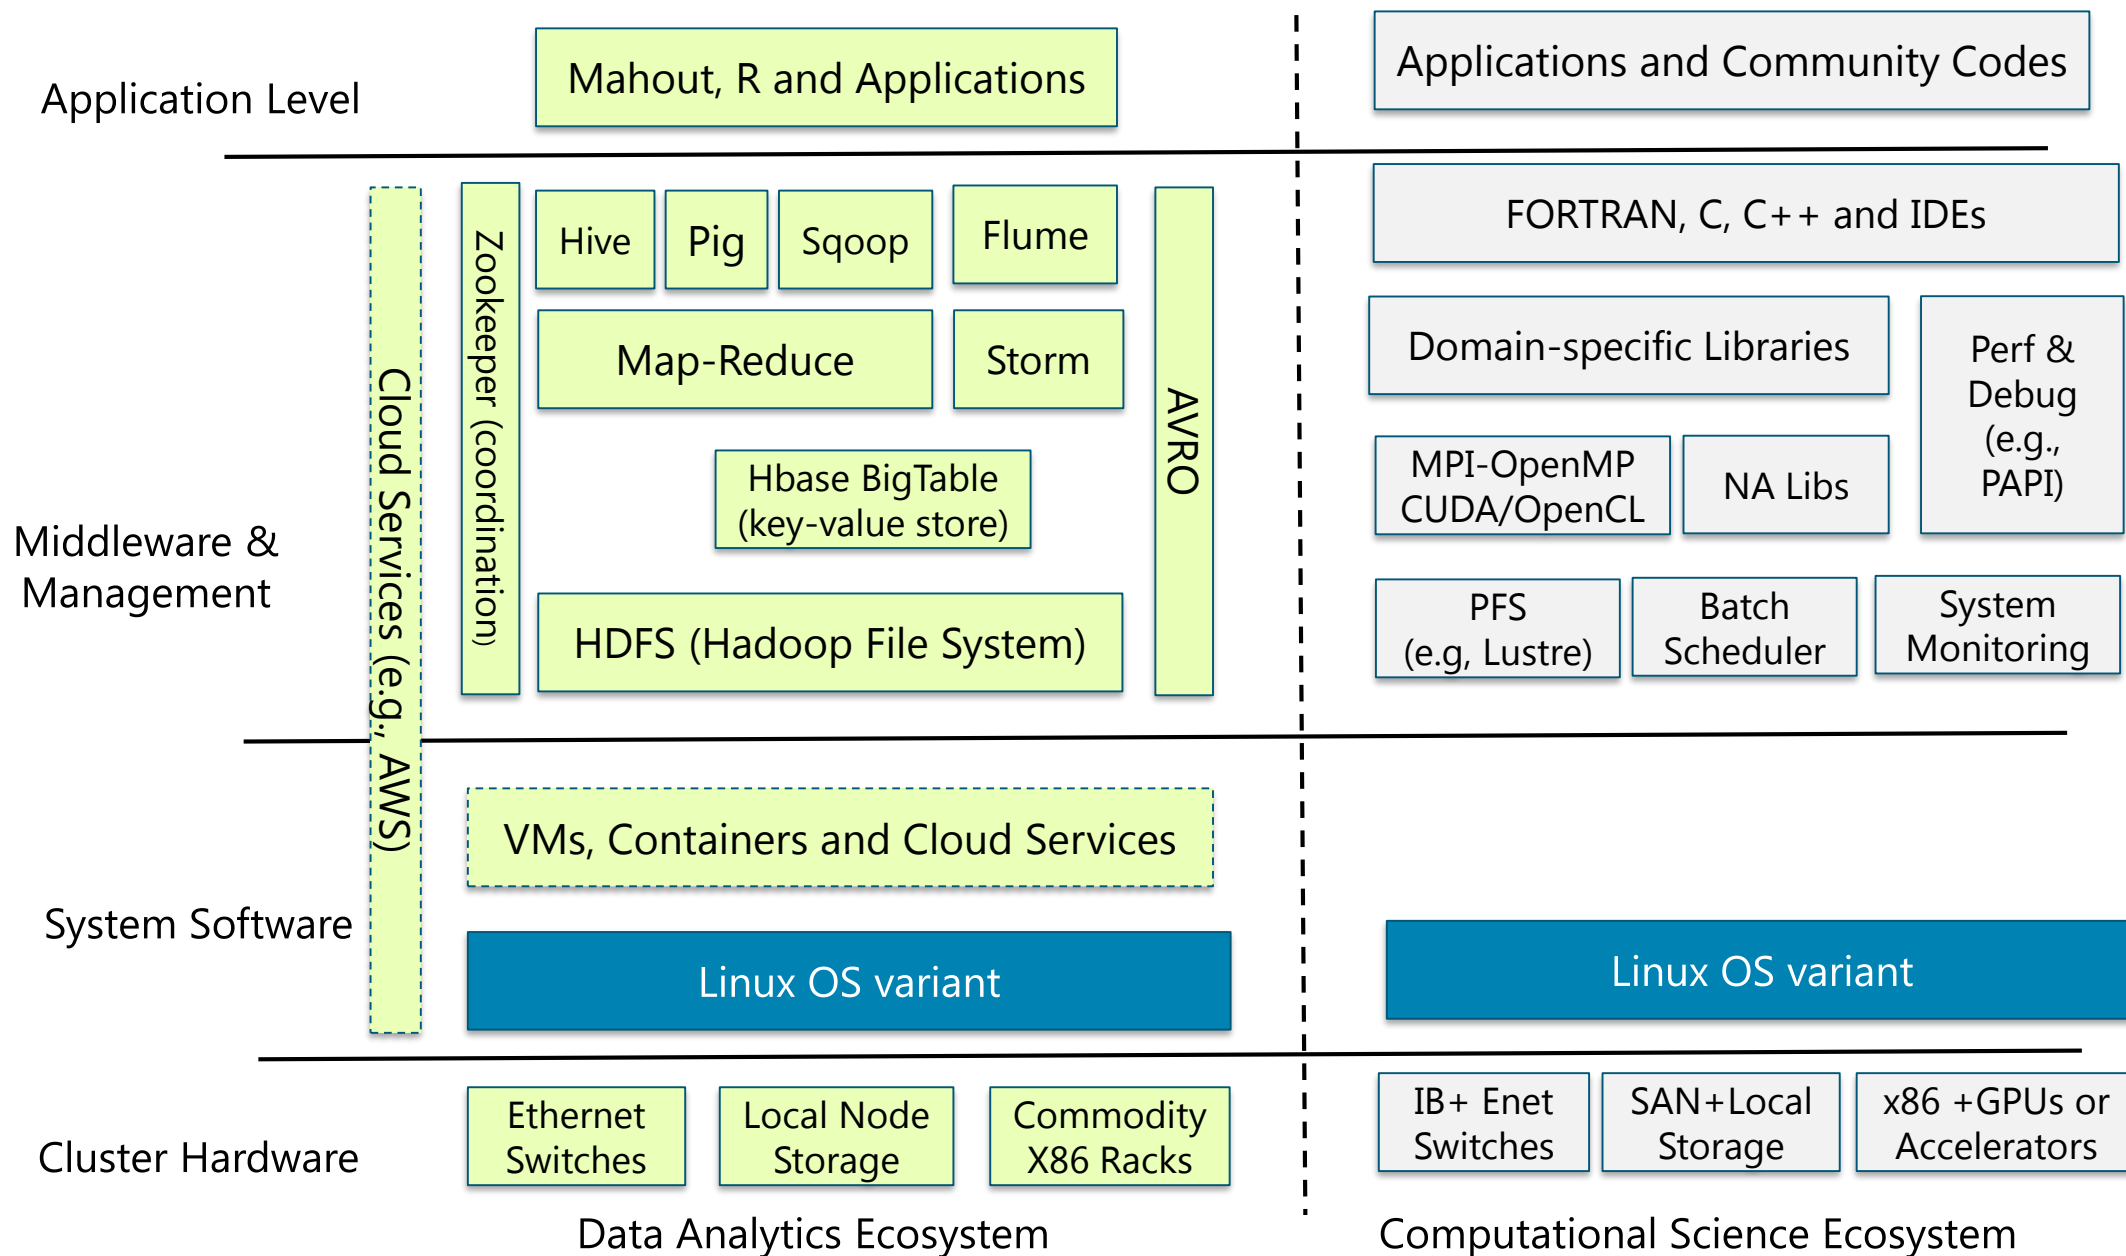 Application Level
Mahout, R and Applications
Applications and Community Codes
Middleware &
Management
Cloud Services (e.g., AWS)
Zookeeper (coordination)
Hive
Pig
Sqoop
Flume
Map-Reduce
Storm
Hbase BigTable
(key-value store)
HDFS (Hadoop File System)
AVRO
FORTRAN, C, C++ and IDEs
Domain-specific Libraries
Perf &
Debug
(e.g.,
PAPI)
MPI-OpenMP
CUDA/OpenCL
NA Libs
PFS
(e.g, Lustre)
Batch
Scheduler
System
Monitoring
System Software
VMs, Containers and Cloud Services
Linux OS variant
Linux OS variant
Cluster Hardware
Ethernet
Switches
Local Node
Storage
Commodity
X86 Racks
IB+ Enet
Switches
SAN+Local
Storage
x86 +GPUs or
Accelerators
Data Analytics Ecosystem
Computational Science Ecosystem